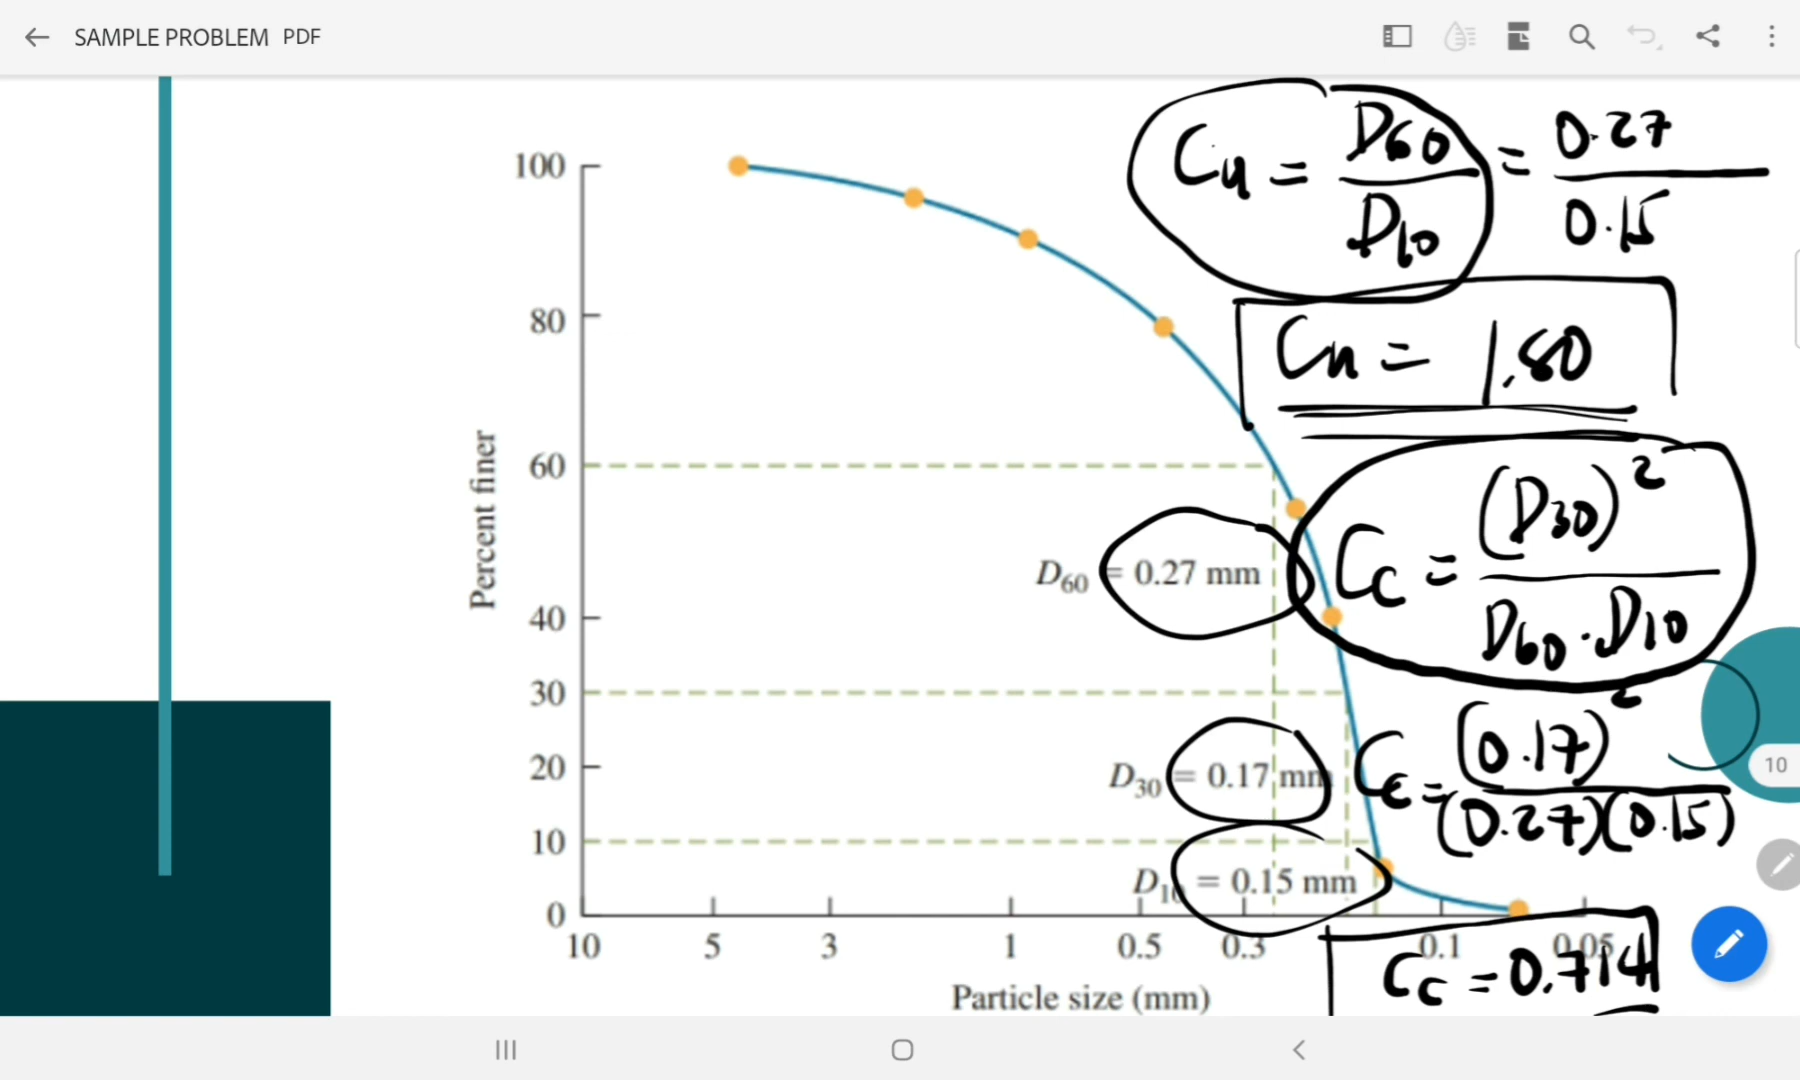 SAMPLE PROBLEM PDF
100
80
60
40
30
20
10
0
Percent finer
10 5 3 1 0.5 0.3 0.1 0.05
Particle size (mm)
D60 = 0.27 mm
D30 = 0.17 mm
D10 = 0.15 mm
Cu = D60 / D10 = 0.27 / 0.15
Cu = 1.80
Cc = (D30)² / D60 · D10
Cc = (0.17)² / (0.27)(0.15)
Cc = 0.714
10